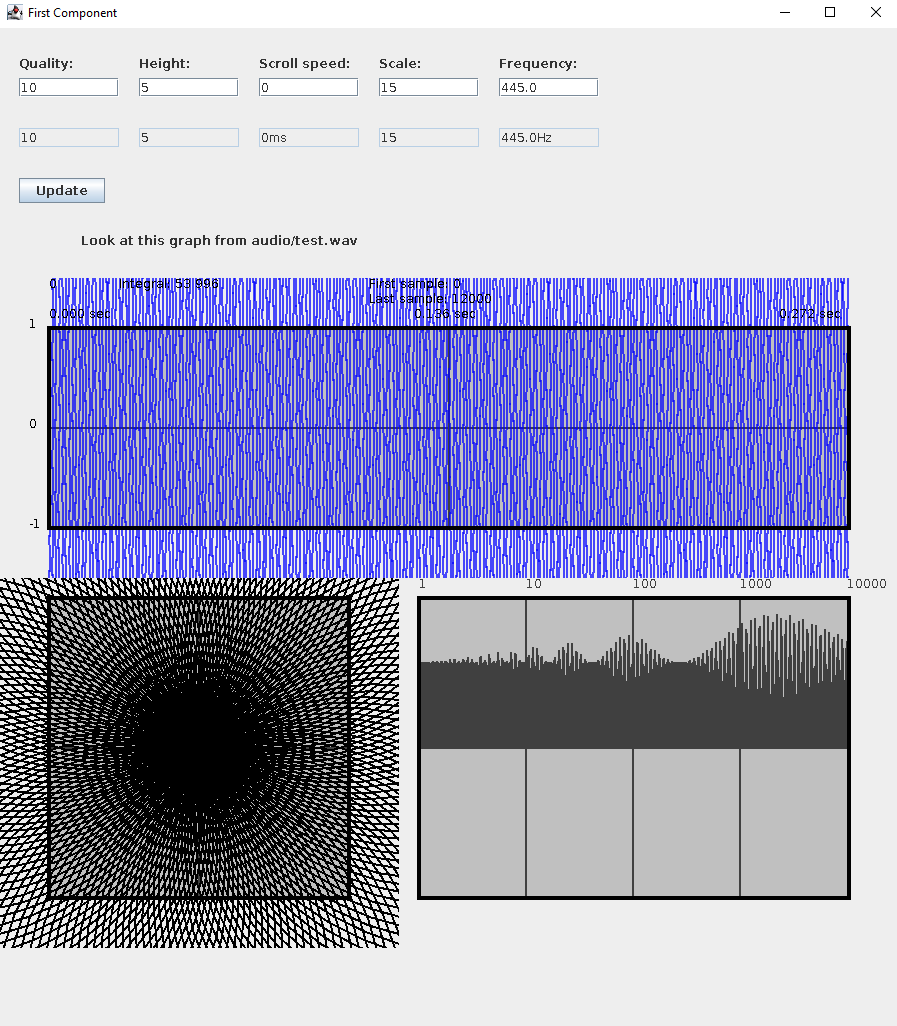 First Component
Quality: Height: Scroll speed: Scale: Frequency:
10 5 0 15 445.0
10 5 0ms 15 445.0Hz
Update
Look at this graph from audio/test.wav
0 Integral: 53.996 First sample: 0
Last sample: 12000
0.000 sec 0.136 sec 0.272 sec
1
0
-1
1 10 100 1000 10000